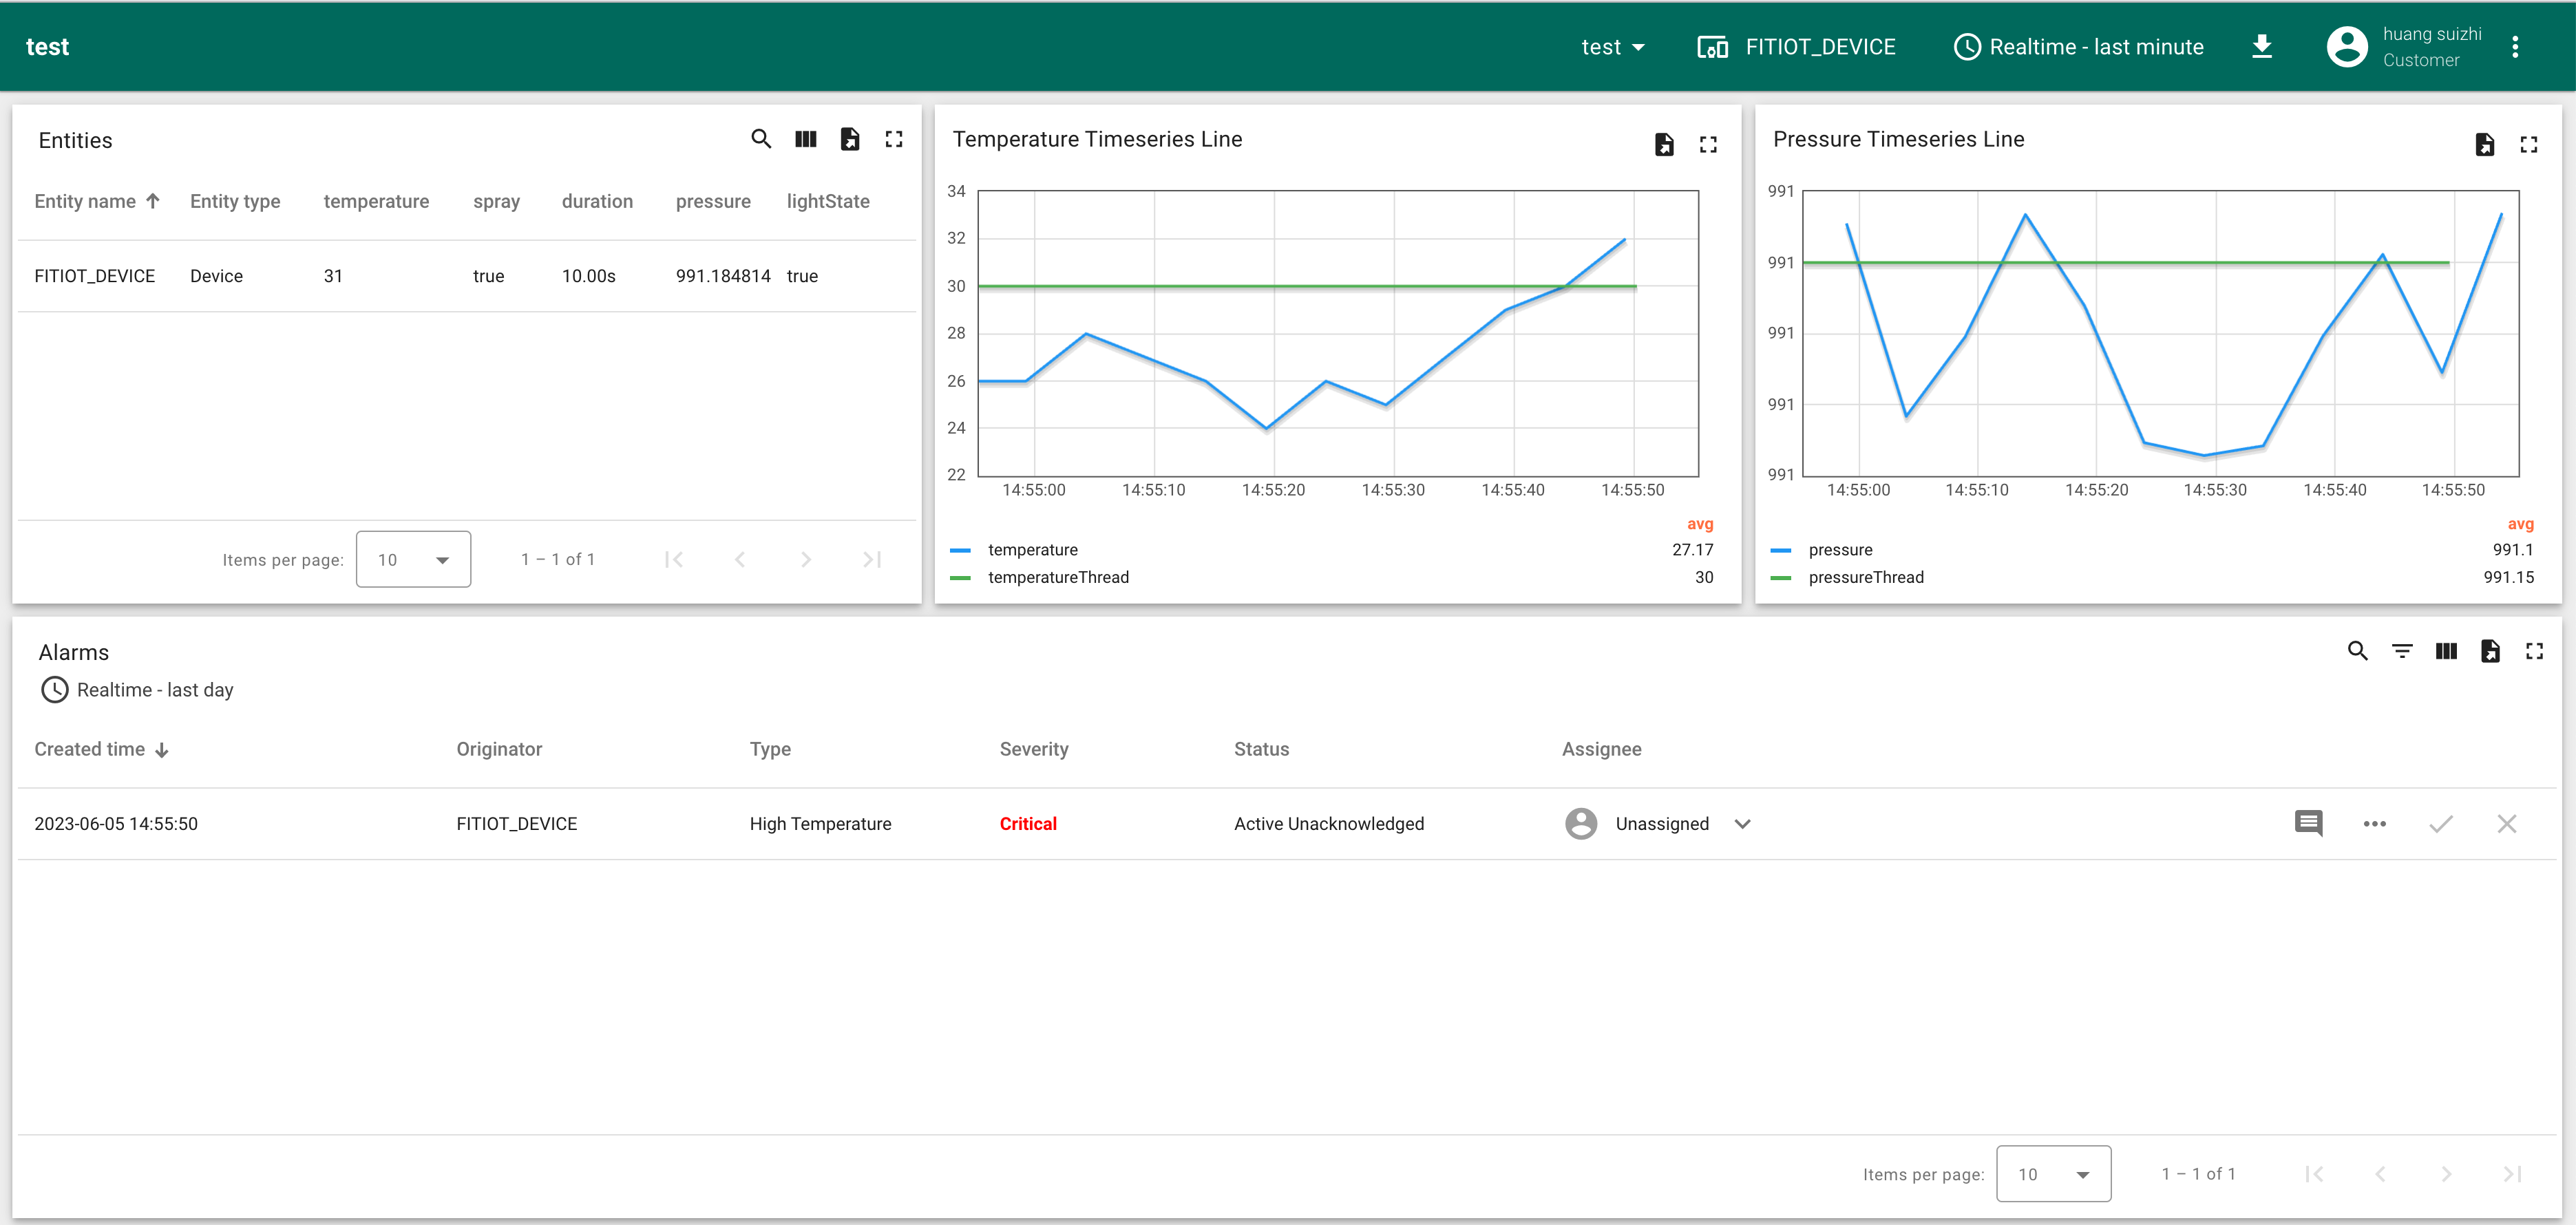 test
test
FITIOT_DEVICE
Realtime - last minute
huang suizhi
Customer
Entities
Entity name Entity type temperature spray duration pressure lightState
FITIOT_DEVICE Device 31 true 10.00s 991.184814 true
Items per page: 10 1 – 1 of 1
Temperature Timeseries Line
34
32
30
28
26
24
22
14:55:00 14:55:10 14:55:20 14:55:30 14:55:40 14:55:50
avg
temperature 27.17
temperatureThread 30
Pressure Timeseries Line
991
991
991
991
991
14:55:00 14:55:10 14:55:20 14:55:30 14:55:40 14:55:50
avg
pressure 991.1
pressureThread 991.15
Alarms
Realtime - last day
Created time Originator Type Severity Status Assignee
2023-06-05 14:55:50 FITIOT_DEVICE High Temperature Critical Active Unacknowledged Unassigned
Items per page: 10 1 – 1 of 1